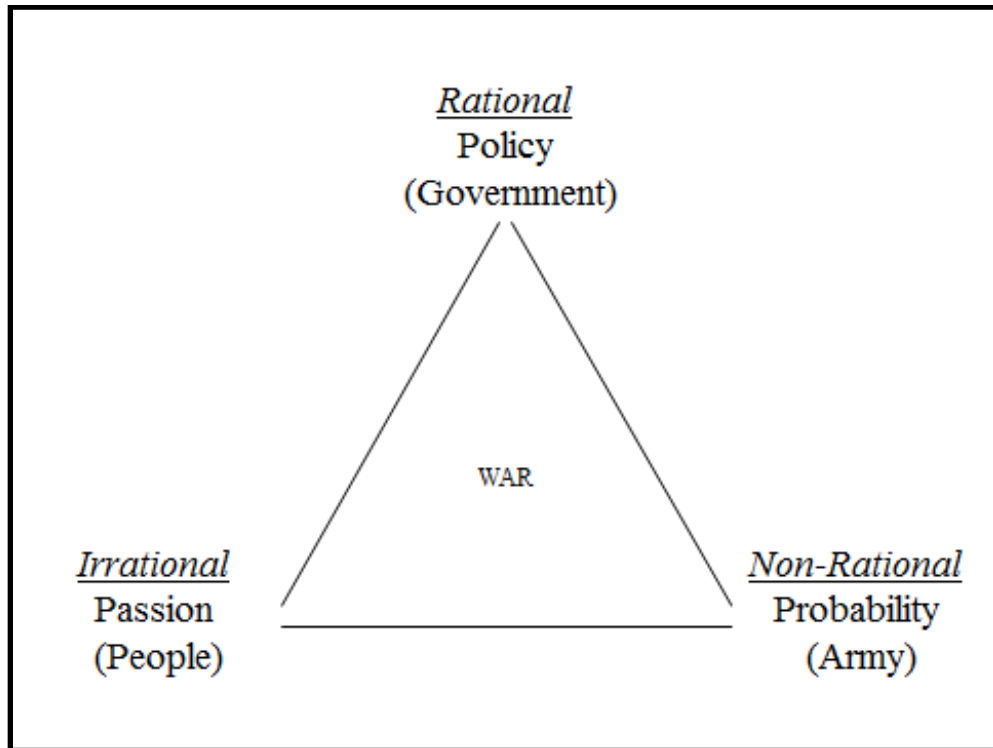 Rational
Policy
(Government)
WAR
Irrational
Passion
(People)
Non-Rational
Probability
(Army)